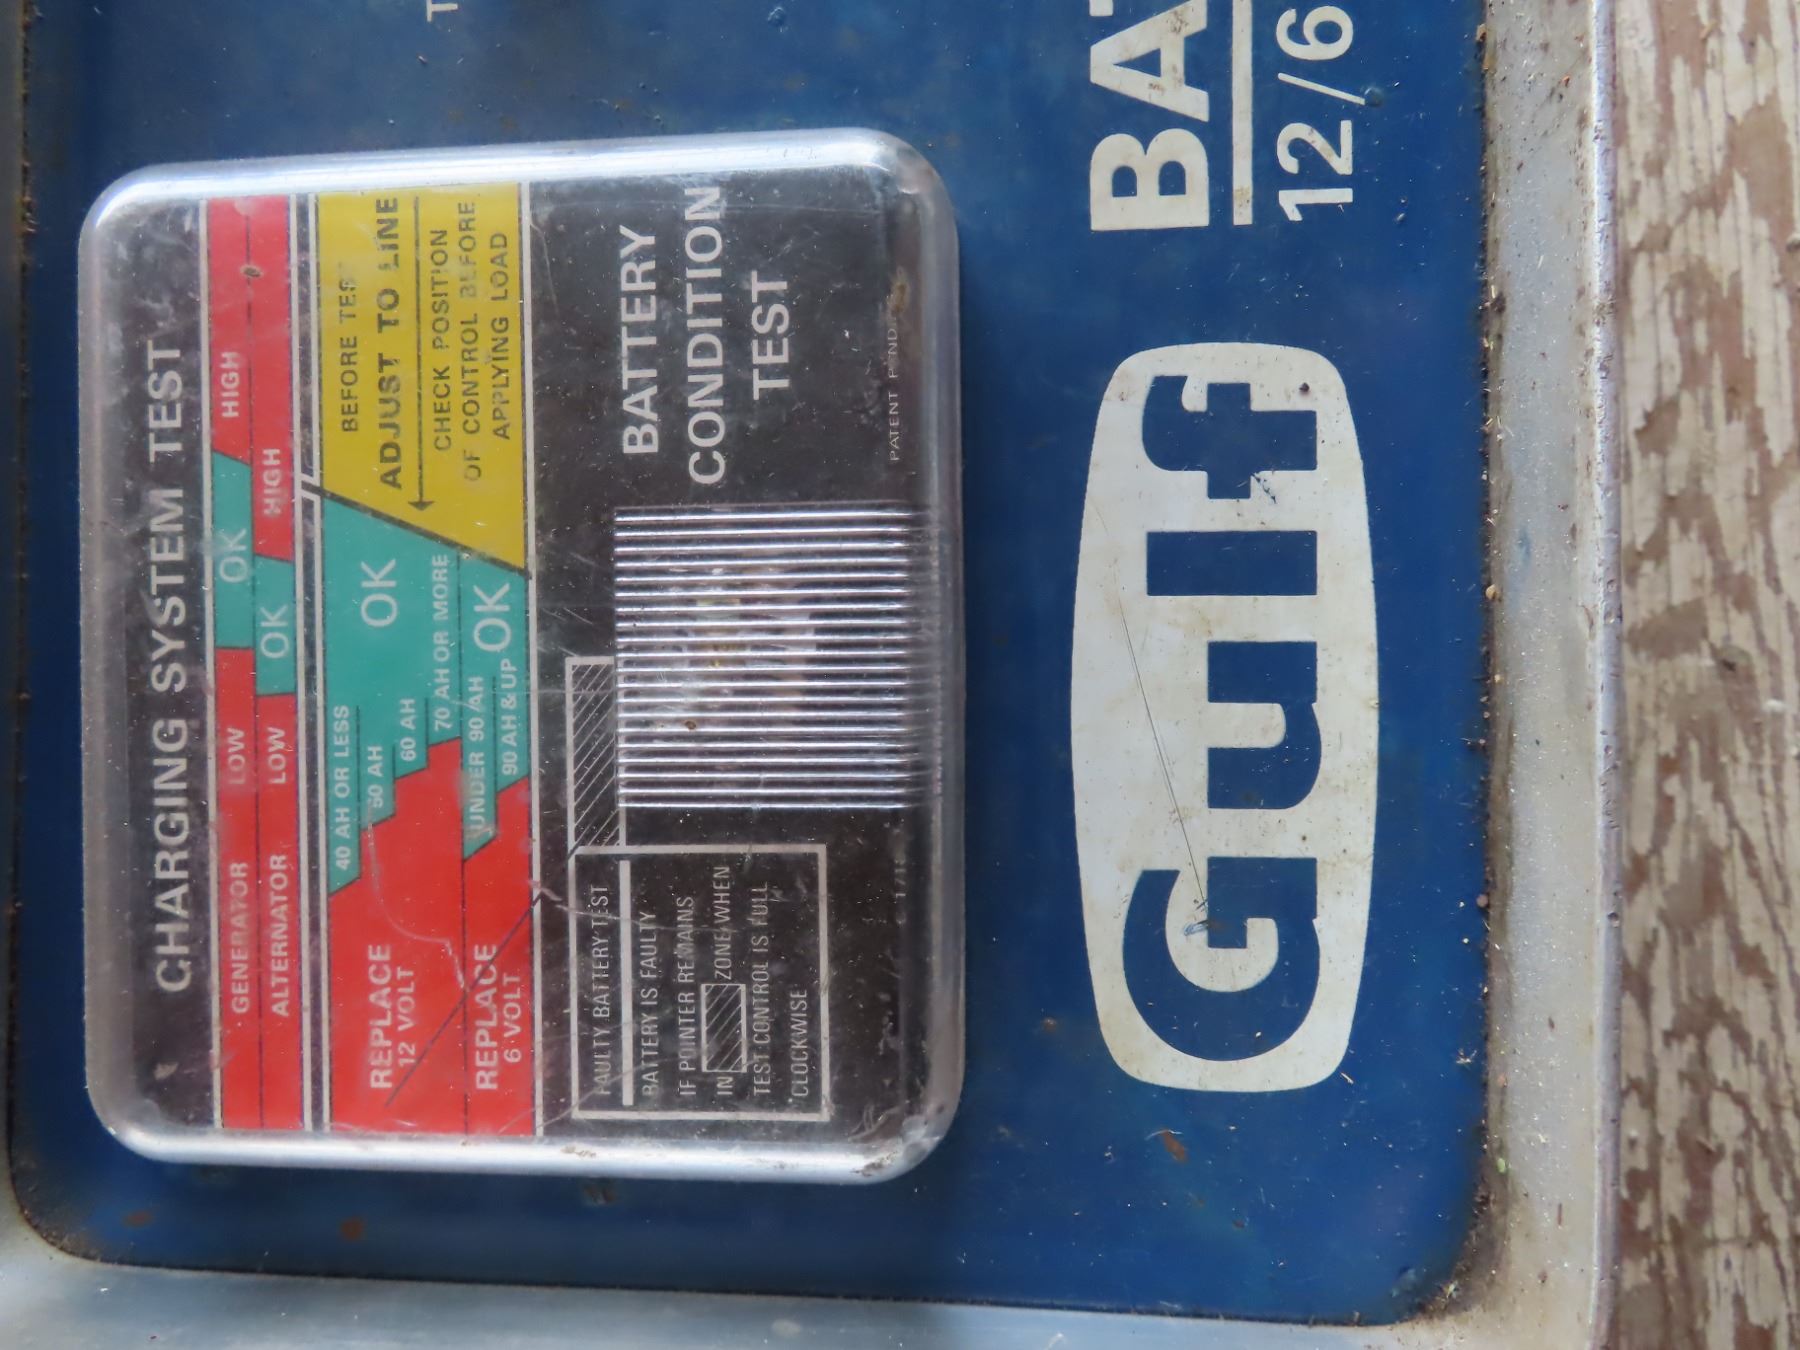 CHARGING SYSTEM TEST
GENERATOR LOW OK HIGH
ALTERNATOR LOW OK HIGH
BEFORE
ADJUST TO LINE
CHECK POSITION
OF CONTROL BEFORE
APPLYING LOAD
40 AH OR LESS
50 AH
60 AH
70 AH OR MORE
OK
REPLACE
12 VOLT
UNDER 90 AH
90 AH & UP
OK
REPLACE
6 VOLT
FAULTY BATTERY TEST
BATTERY IS FAULTY
IF POINTER REMAINS
IN ZONE WHEN
TEST CONTROL IS FULL
CLOCKWISE
BATTERY
CONDITION
TEST
PATENT
Gulf
12/6